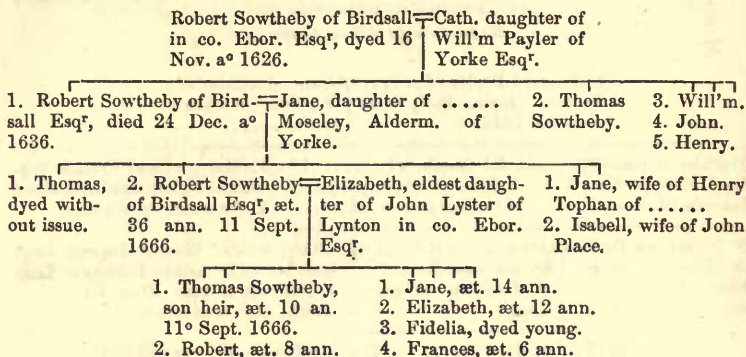 Robert Sowtheby of Birsall
in co. Ebor. Esqr, dyed 16
Nov. ao 1626.
Cath. daughter of
Will'm Payler of
Yorke Esqr.
1. Robert Sowtheby of Bird-
sall Esqr, died 24 Dec. ao
1636.
Jane, daughter of ......
Moseley, Alderm. of
Yorke.
2. Thomas
Sowtheby.
3. Will'm.
4. John.
5. Henry.
1. Thomas,
dyed with-
out issue.
2. Robert Sowtheby
of Birdsall Esqr, æt.
36 ann. 11 Sept.
1666.
Elizabeth, eldest daugh-
ter of John Lyster of
Lynton in co. Ebor.
Esqr.
1. Jane, wife of Henry
Tophan of ......
2. Isabell, wife of John
Place.
1. Thomas Sowtheby,
son heir, æt. 10 an.
11o Sept. 1666.
2. Robert, æt. 8 ann.
1. Jane, æt. 14 ann.
2. Elizabeth, æt. 12 ann.
3. Fidelia, dyed young.
4. Frances, æt. 6 ann.